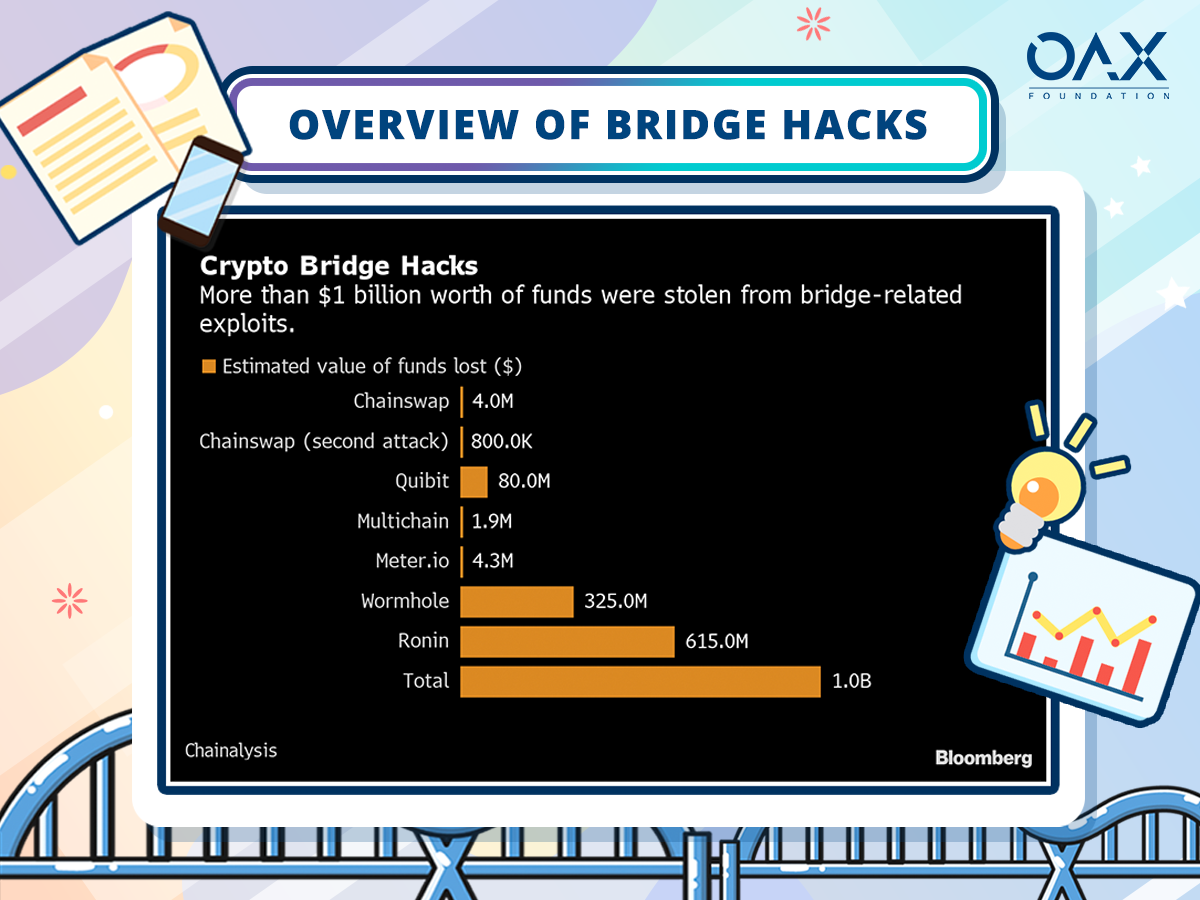 OAX
FOUNDATION
OVERVIEW OF BRIDGE HACKS
Crypto Bridge Hacks
More than $1 billion worth of funds were stolen from bridge-related
exploits.
Estimated value of funds lost ($)
Chainswap 4.0M
Chainswap (second attack) 800.0K
Quibit 80.0M
Multichain 1.9M
Meter.io 4.3M
Wormhole 325.0M
Ronin 615.0M
Total 1.0B
Chainalysis
Bloomberg